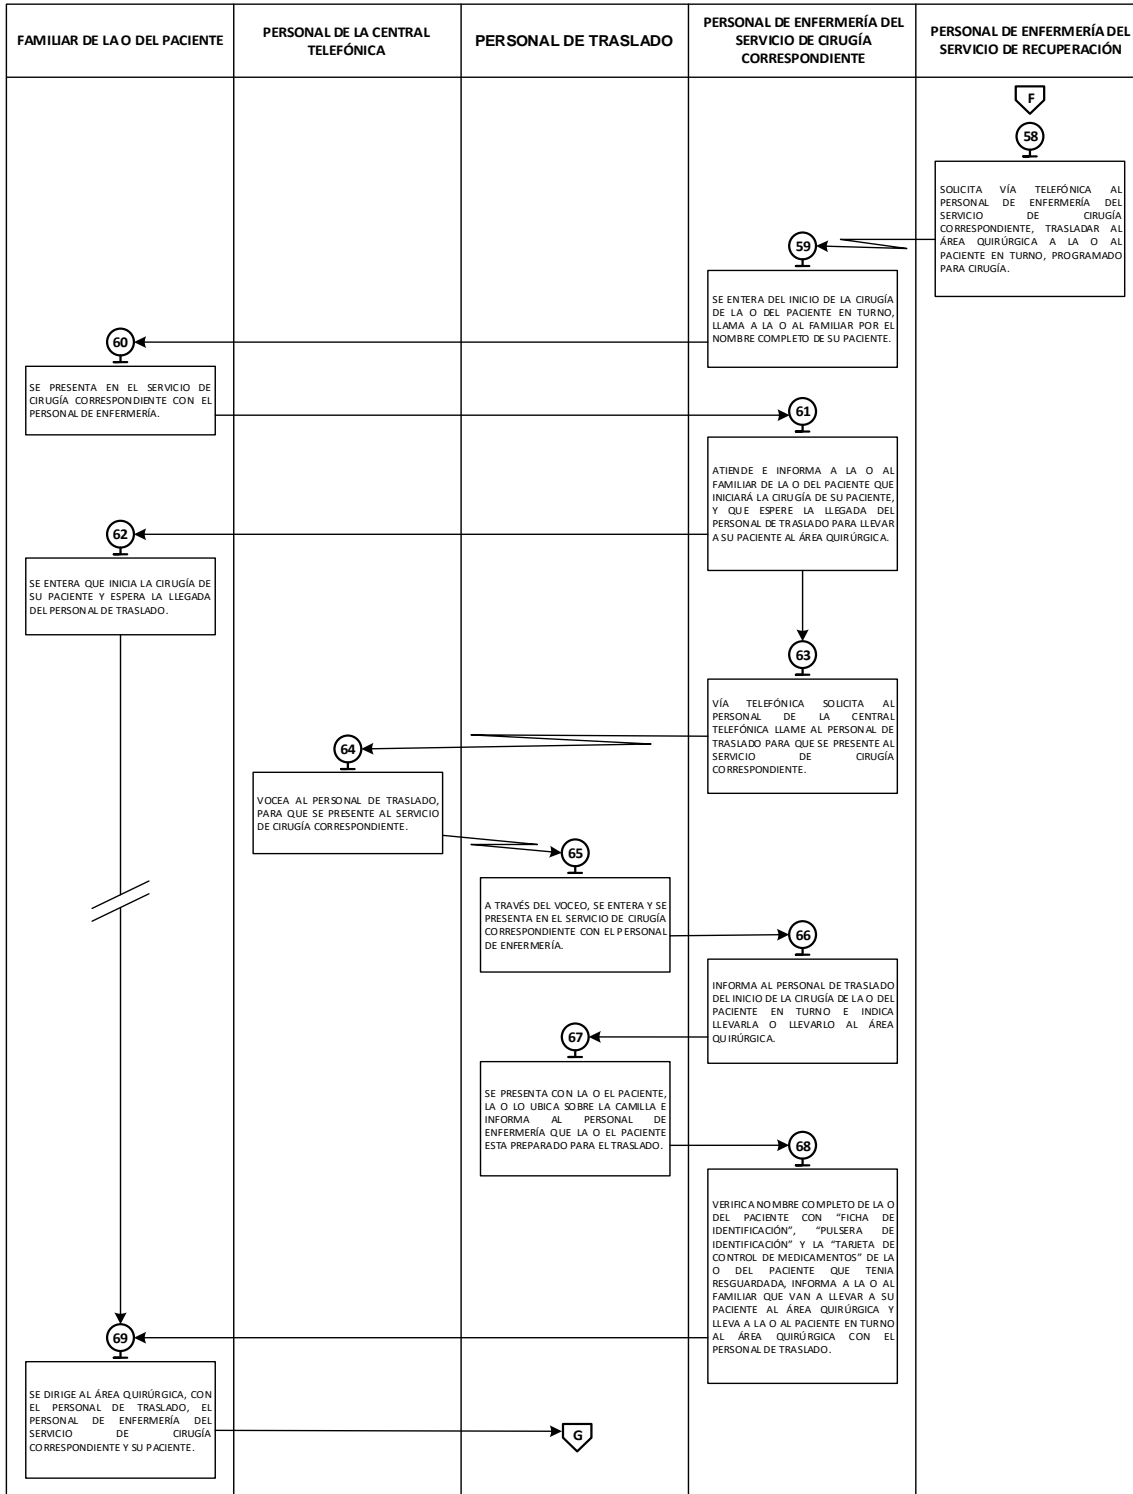 FAMILIAR DE LA O DEL PACIENTE
PERSONAL DE LA CENTRAL
TELEFÓNICA
PERSONAL DE TRASLADO
PERSONAL DE ENFERMERÍA DEL
SERVICIO DE CIRUGÍA
CORRESPONDIENTE
PERSONAL DE ENFERMERÍA DEL
SERVICIO DE RECUPERACIÓN
F
58
SOLICITA VÍA TELEFÓNICA AL
PERSONAL DE ENFERMERÍA DEL
SERVICIO DE CIRUGÍA
CORRESPONDIENTE, TRASLADAR AL
ÁREA QUIRÚRGICA A LA O AL
PACIENTE EN TURNO, PROGRAMADO
PARA CIRUGÍA.
59
SE ENTERA DEL INICIO DE LA CIRUGÍA
DE LA O DEL PACIENTE EN TURNO,
LLAMA A LA O AL FAMILIAR POR EL
NOMBRE COMPLETO DE SU PACIENTE.
60
SE PRESENTA EN EL SERVICIO DE
CIRUGÍA CORRESPONDIENTE CON EL
PERSONAL DE ENFERMERÍA.
61
ATIENDE E INFORMA A LA O AL
FAMILIAR DE LA O DEL PACIENTE QUE
INICIARÁ LA CIRUGÍA DE SU PACIENTE,
Y QUE ESPERE LA LLEGADA DEL
PERSONAL DE TRASLADO PARA LLEVAR
A SU PACIENTE AL ÁREA QUIRÚRGICA.
62
SE ENTERA QUE INICIA LA CIRUGÍA DE
SU PACIENTE Y ESPERA LA LLEGADA
DEL PERSONAL DE TRASLADO.
63
VÍA TELEFÓNICA SOLICITA AL
PERSONAL DE LA CENTRAL
TELEFÓNICA LLAME AL PERSONAL DE
TRASLADO PARA QUE SE PRESENTE AL
SERVICIO DE CIRUGÍA
CORRESPONDIENTE.
64
VOCEA AL PERSONAL DE TRASLADO,
PARA QUE SE PRESENTE AL SERVICIO
DE CIRUGÍA CORRESPONDIENTE.
65
A TRAVÉS DEL VOCEO, SE ENTERA Y SE
PRESENTA EN EL SERVICIO DE CIRUGÍA
CORRESPONDIENTE CON EL PERSONAL
DE ENFERMERÍA.
66
INFORMA AL PERSONAL DE TRASLADO
DEL INICIO DE LA CIRUGÍA DE LA O DEL
PACIENTE EN TURNO E INDICA
LLEVARLA O LLEVARLO AL ÁREA
QUIRÚRGICA.
67
SE PRESENTA CON LA O EL PACIENTE,
LA O LO UBICA SOBRE LA CAMILLA E
INFORMA AL PERSONAL DE
ENFERMERÍA QUE LA O EL PACIENTE
ESTA PREPARADO PARA EL TRASLADO.
68
VERIFICA NOMBRE COMPLETO DE LA O
DEL PACIENTE CON “FICHA DE
IDENTIFICACIÓN”, “PULSERA DE
IDENTIFICACIÓN” Y LA “TARJETA DE
CONTROL DE MEDICAMENTOS” DE LA
O DEL PACIENTE QUE TENIA
RESGUARDADA, INFORMA A LA O AL
FAMILIAR QUE VAN A LLEVAR A SU
PACIENTE AL ÁREA QUIRÚRGICA Y
LLEVA A LA O AL PACIENTE EN TURNO
AL ÁREA QUIRÚRGICA CON EL
PERSONAL DE TRASLADO.
69
SE DIRIGE AL ÁREA QUIRÚRGICA, CON
EL PERSONAL DE TRASLADO, EL
PERSONAL DE ENFERMERÍA DEL
SERVICIO DE CIRUGÍA
CORRESPONDIENTE Y SU PACIENTE.
G